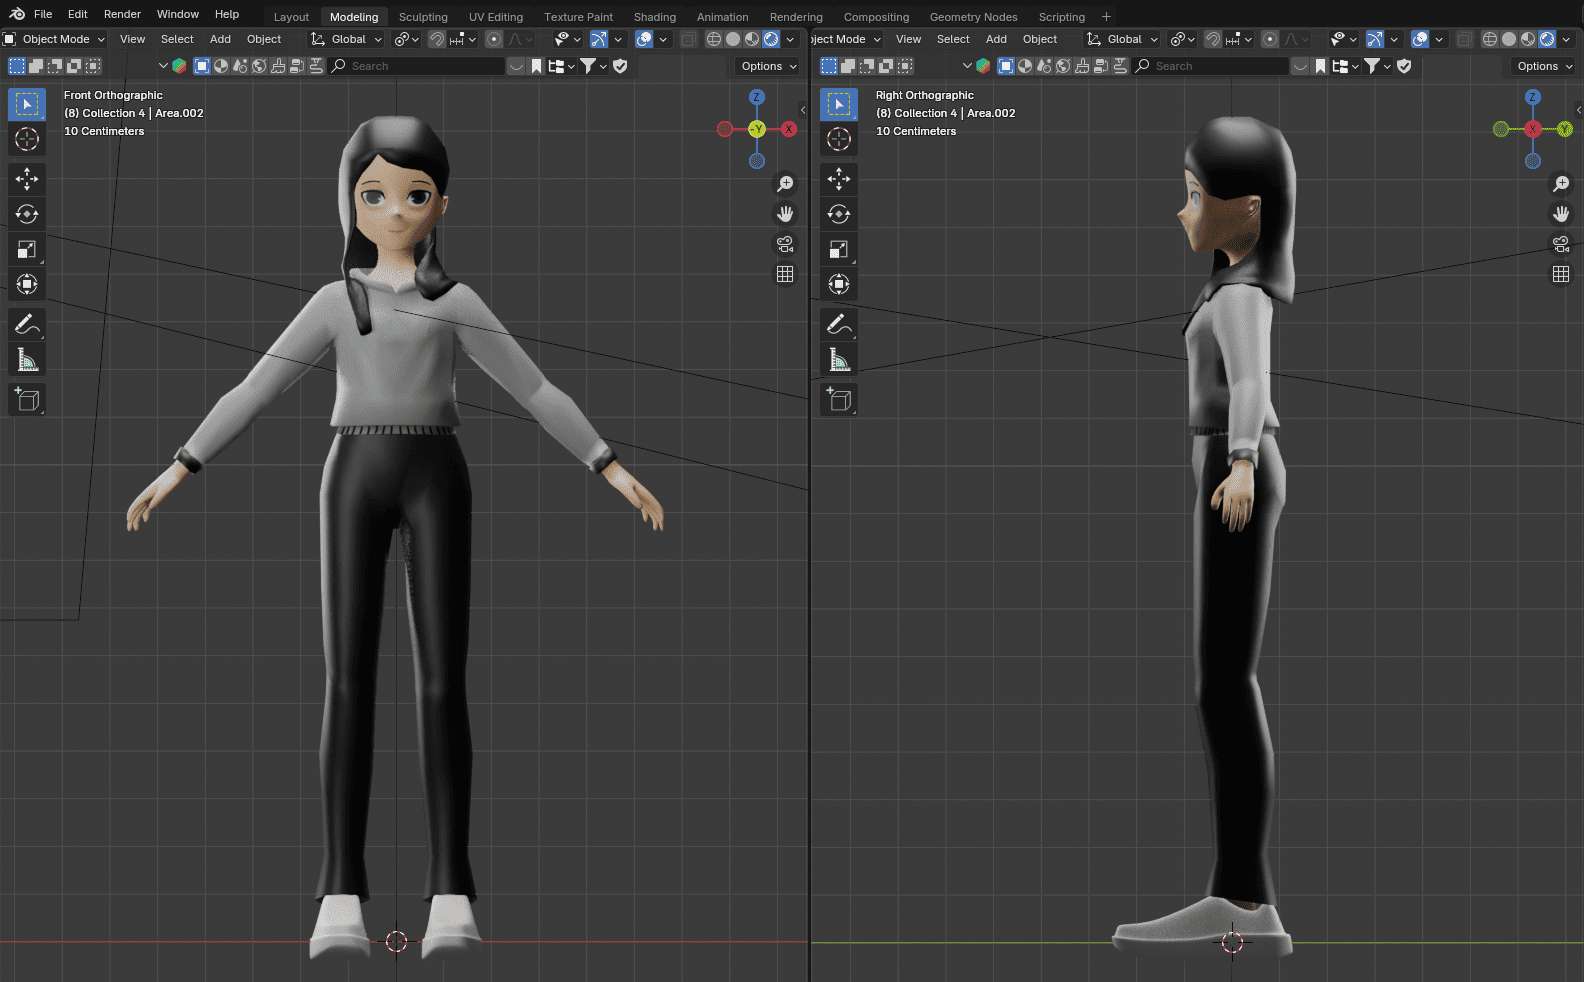 File Edit Render Window Help Layout Modeling Sculpting UV Editing Texture Paint Shading Animation Rendering Compositing Geometry Nodes Scripting +
Object Mode View Select Add Object Global
Search Options
Front Orthographic
(8) Collection 4 | Area.002
10 Centimeters
Z
-Y X
bject Mode View Select Add Object Global
Search Options
Right Orthographic
(8) Collection 4 | Area.002
10 Centimeters
Z
X Y